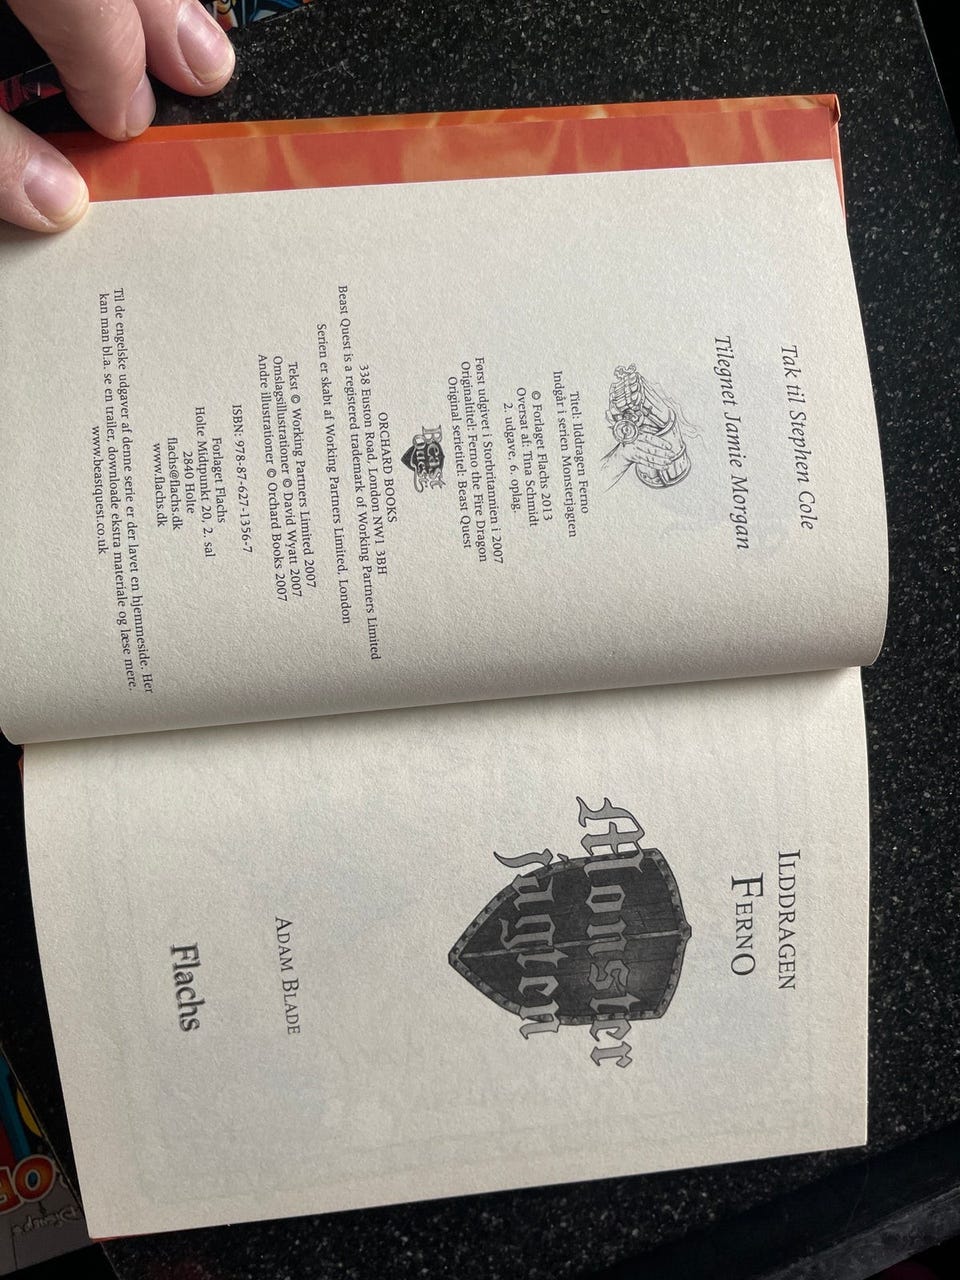 Tak til Stephen Cole
Tilegnet Jamie Morgan
Titel: Ilddragen Ferno
Indgår i serien Monsterjagten
© Forlaget Flachs 2013
Oversat af: Tina Schmidt
2. udgave, 6. oplag.
Først udgivet i Storbritannien i 2007
Originaltitel: Ferno the Fire Dragon
Original serietitel: Beast Quest
Beast
Quest
ORCHARD BOOKS
338 Euston Road, London NW1 3BH
Beast Quest is a registered trademark of Working Partners Limited
Serien er skabt af Working Partners Limited, London
Tekst © Working Partners Limited 2007
Omslagsillustrationer © David Wyatt 2007
Andre illustrationer © Orchard Books 2007
ISBN: 978-87-627-1356-7
Forlaget Flachs
Holte Midtpunkt 20, 2. sal
2840 Holte
flachs@flachs.dk
www.flachs.dk
Til de engelske udgaver af denne serie er der lavet en hjemmeside. Her
kan man bl.a. se en trailer, downloade ekstra materiale og læse mere.
www.beastquest.co.uk
ILDDRAGEN
FERNO
Monster
jagten
ADAM BLADE
Flachs